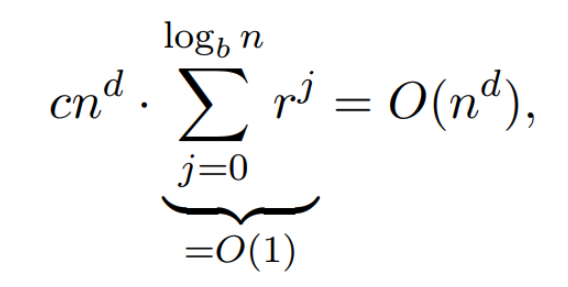 cn^d · \sum_{j=0}^{\log_b n} r^j = O(n^d),
=O(1)